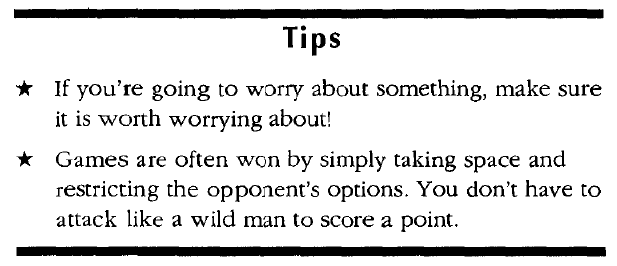 Tips
★ If you're going to worry about something, make sure
it is worth worrying about!
★ Games are often won by simply taking space and
restricting the opponent's options. You don't have to
attack like a wild man to score a point.